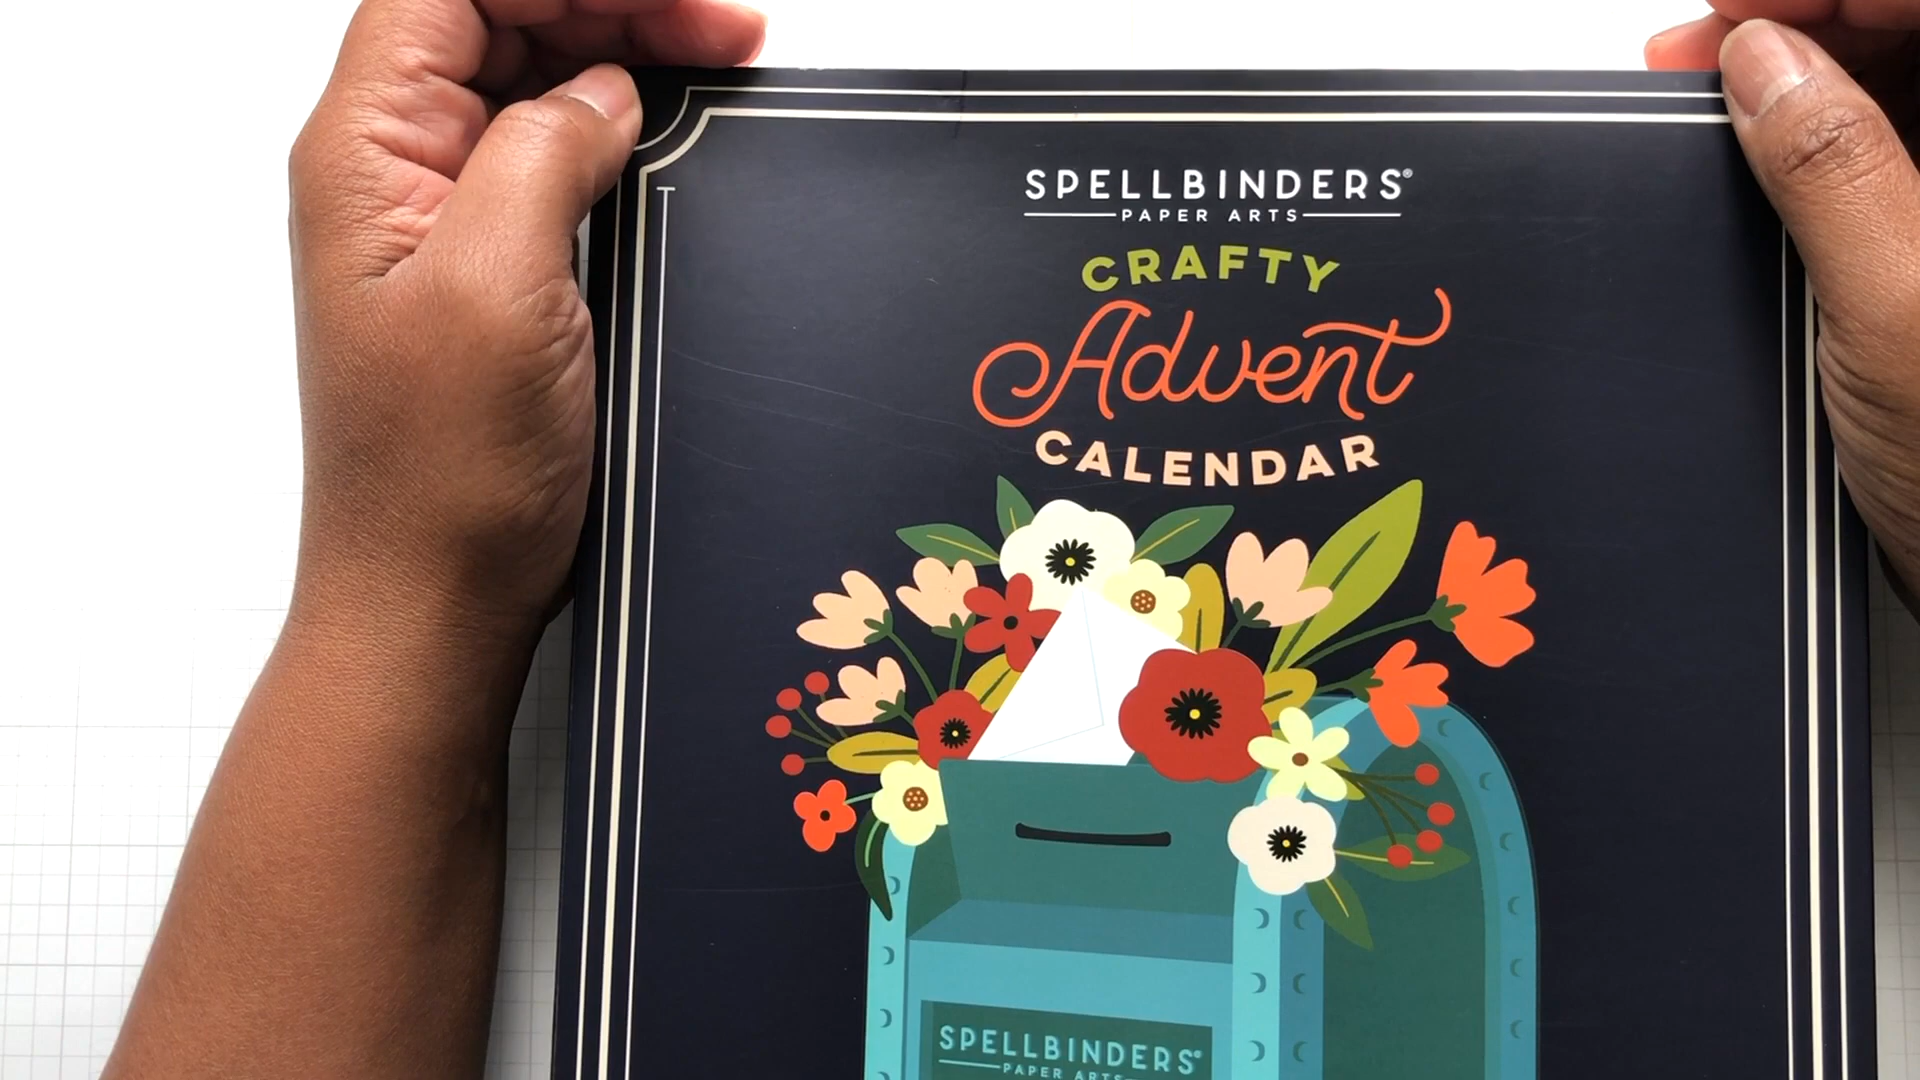 SPELLBINDERS®
PAPER ARTS
CRAFTY
Advent
CALENDAR
SPELLBINDERS®
PAPER ARTS